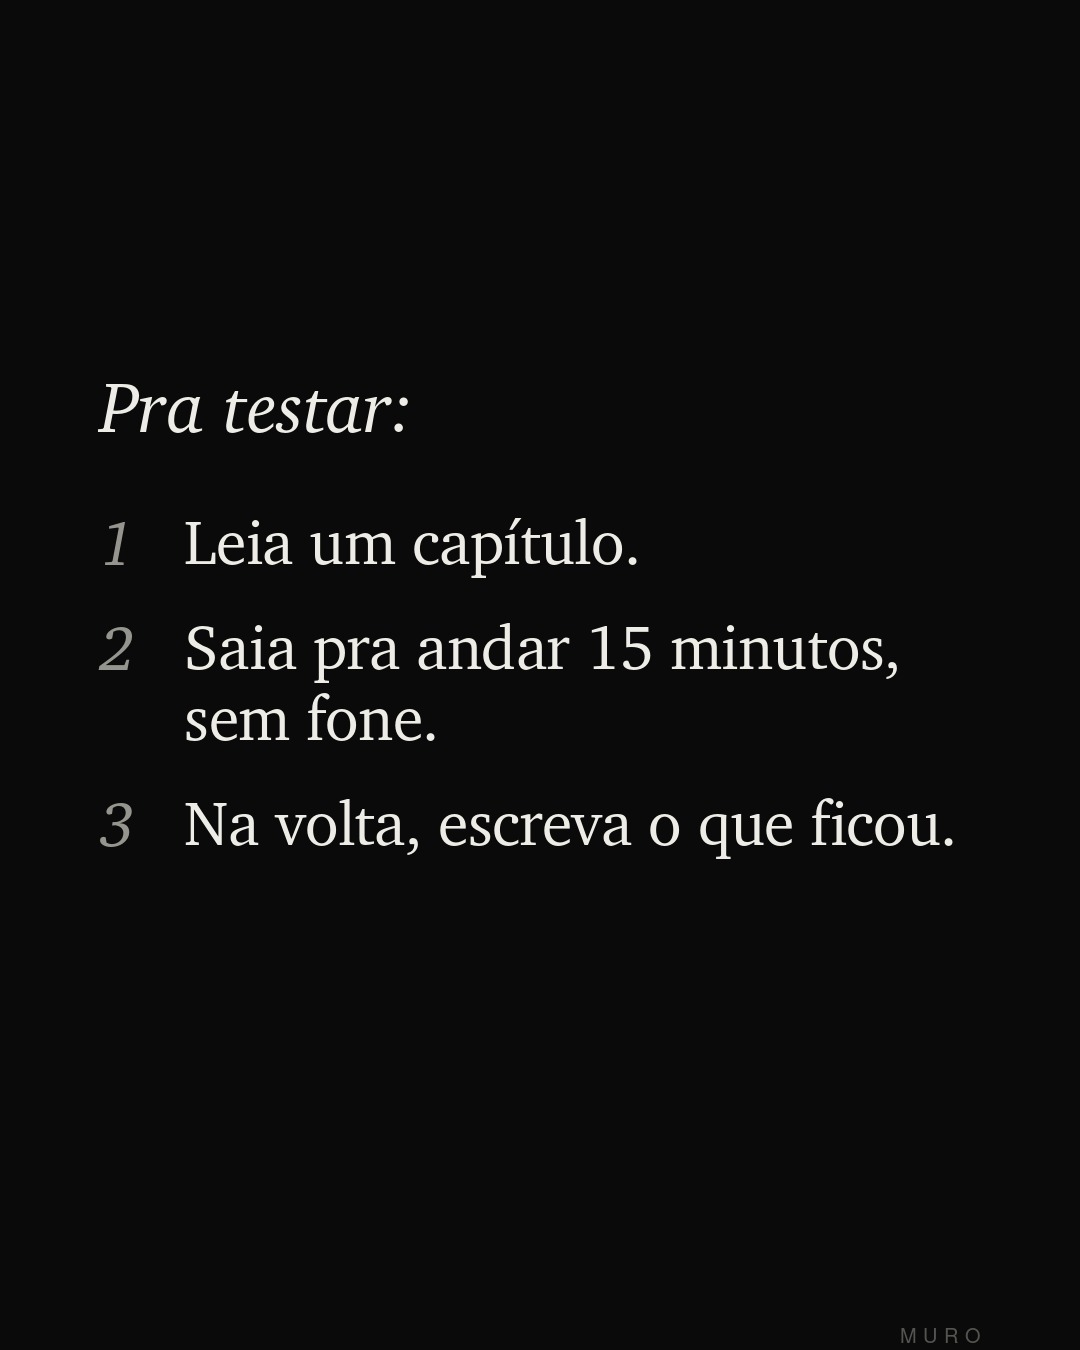 Pra testar:
1 Leia um capítulo.
2 Saia pra andar 15 minutos,
sem fone.
3 Na volta, escreva o que ficou.
MURO